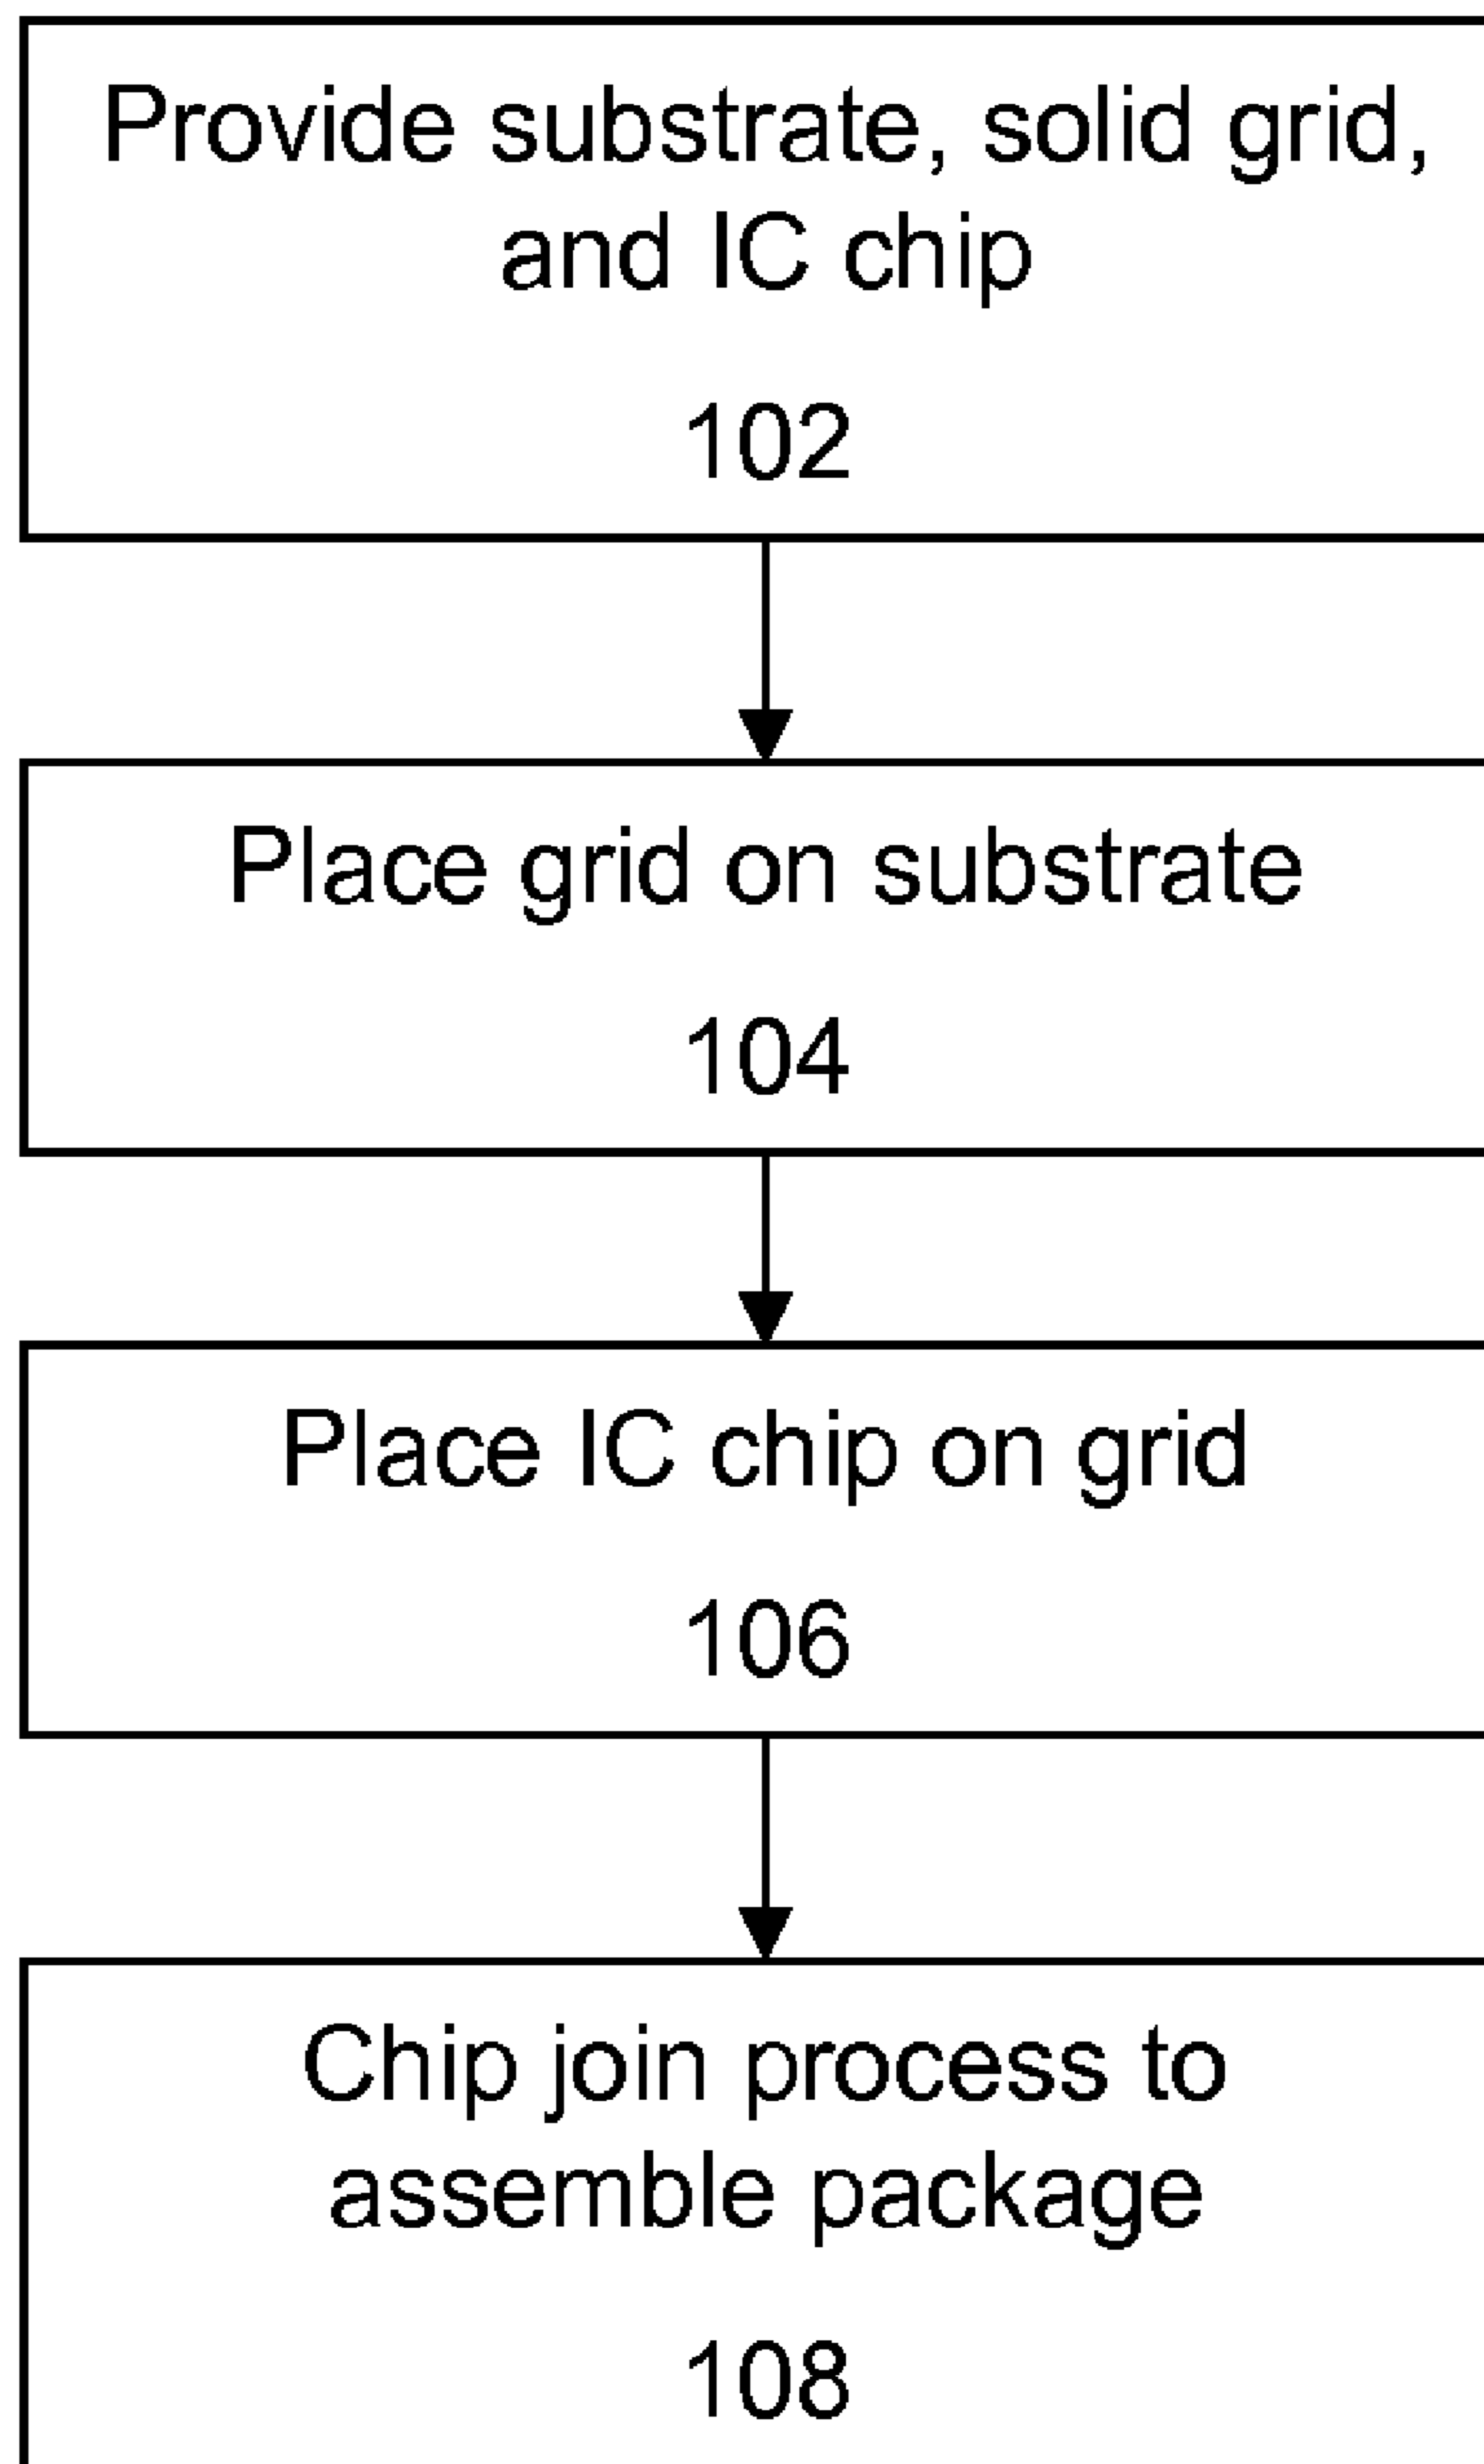 Provide substrate, solid grid,
and IC chip
102
Place grid on substrate
104
Place IC chip on grid
106
Chip join process to
assemble package
108